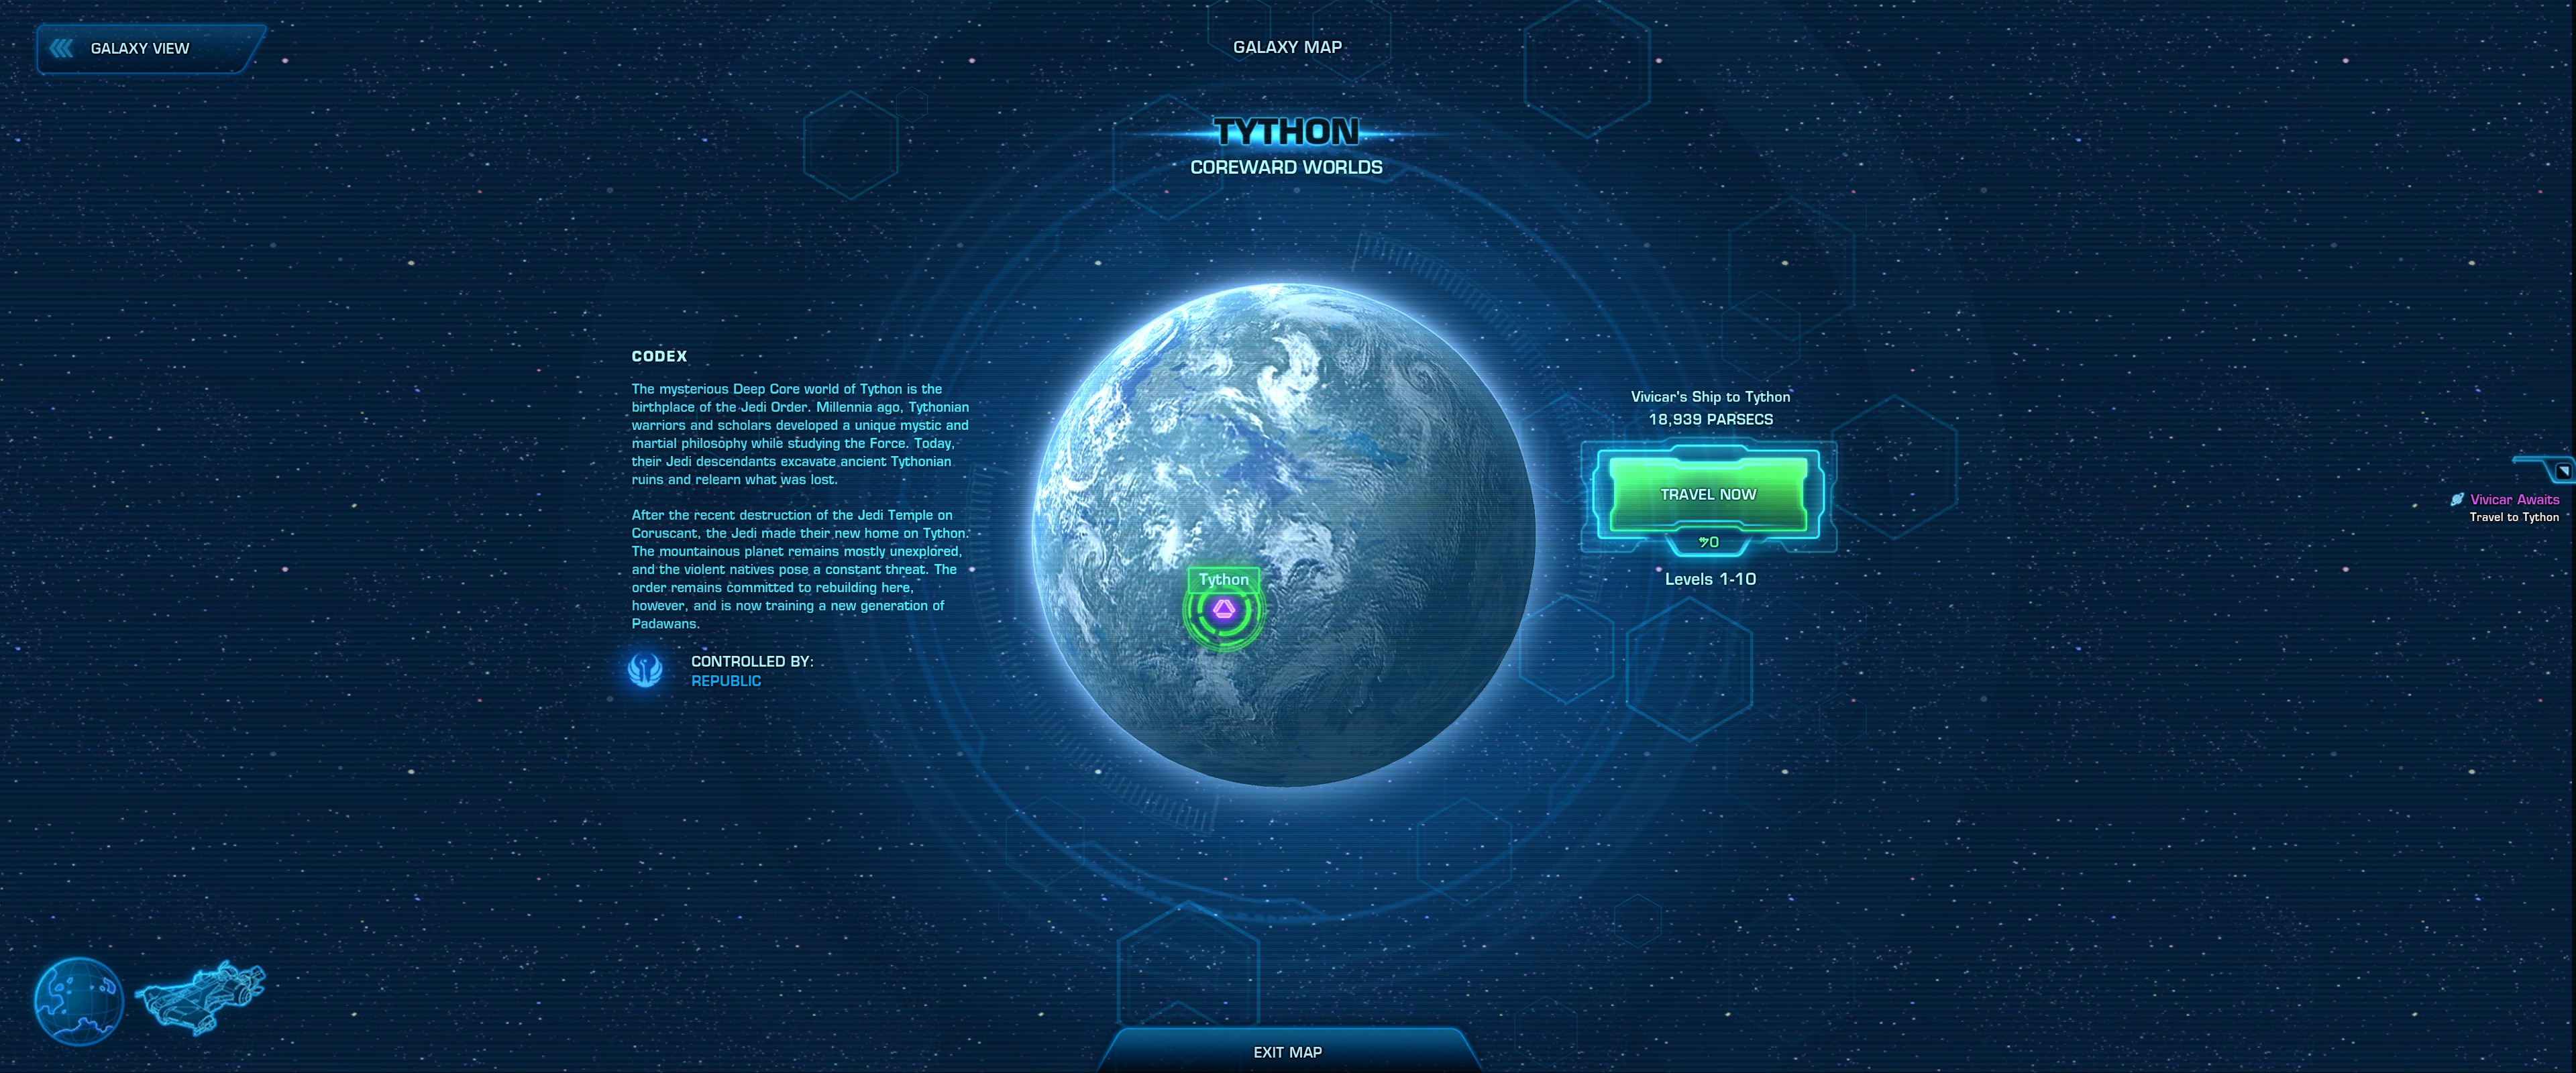 GALAXY VIEW
GALAXY MAP
TYTHON
COREWARD WORLDS
CODEX
The mysterious Deep Core world of Tython is the
birthplace of the Jedi Order. Millennia ago, Tythonian
warriors and scholars developed a unique mystic and
martial philosophy while studying the Force. Today,
their Jedi descendants excavate ancient Tythonian
ruins and relearn what was lost.
After the recent destruction of the Jedi Temple on
Coruscant, the Jedi made their new home on Tython.
The mountainous planet remains mostly unexplored,
and the violent natives pose a constant threat. The
order remains committed to rebuilding here,
however, and is now training a new generation of
Padawans.
CONTROLLED BY:
REPUBLIC
Tython
Vivicar's Ship to Tython
18,939 PARSECS
TRAVEL NOW
0
Levels 1-10
Vivicar Awaits
Travel to Tython
EXIT MAP